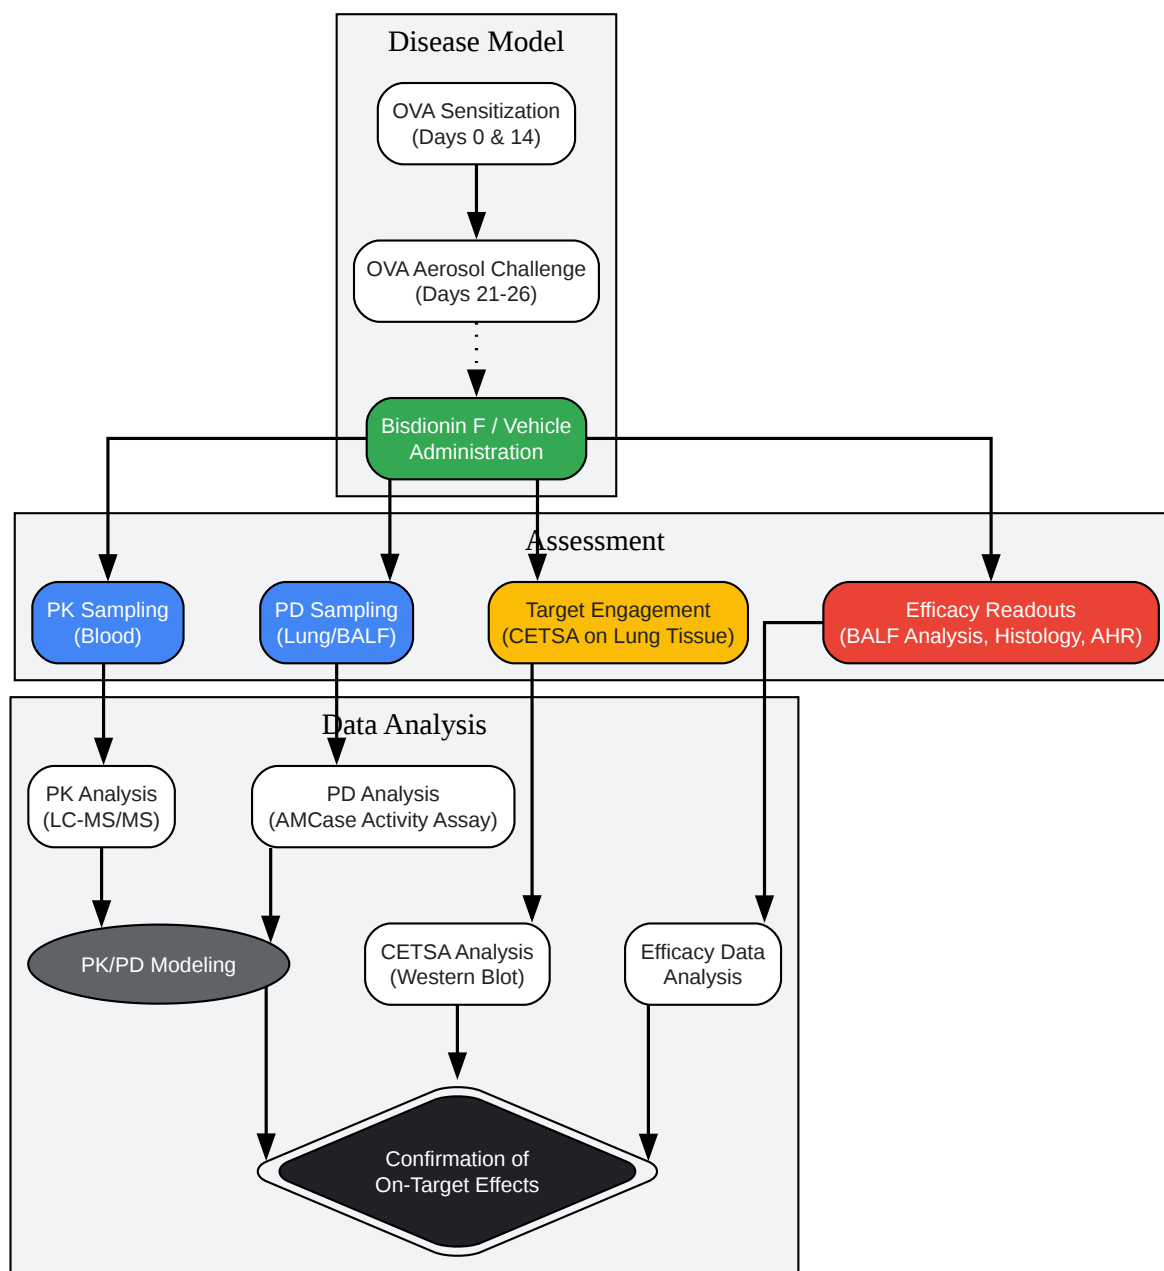 Disease Model
OVA Sensitization
(Days 0 & 14)
OVA Aerosol Challenge
(Days 21-26)
Bisdionin F / Vehicle
Administration
Assessment
PK Sampling
(Blood)
PD Sampling
(Lung/BALF)
Target Engagement
(CETSA on Lung Tissue)
Efficacy Readouts
(BALF Analysis, Histology, AHR)
Data Analysis
PK Analysis
(LC-MS/MS)
PD Analysis
(AMCase Activity Assay)
PK/PD Modeling
CETSA Analysis
(Western Blot)
Efficacy Data
Analysis
Confirmation of
On-Target Effects